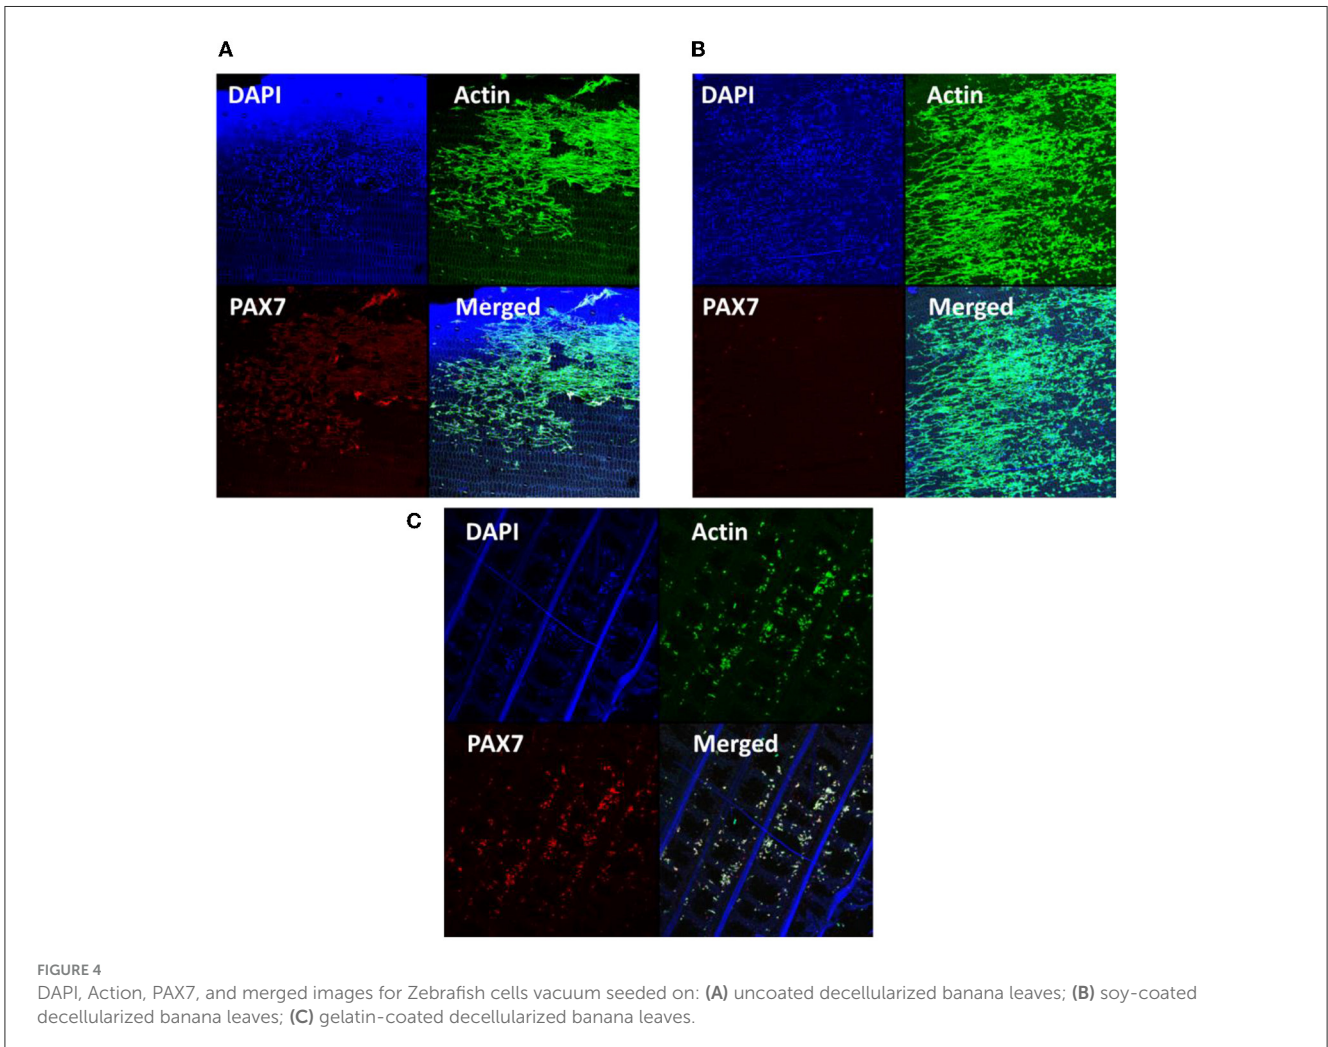 A
B
DAPI
Actin
DAPI
Actin
PAX7
Merged
PAX7
Merged
C
DAPI
Actin
PAX7
Merged
FIGURE 4
DAPI, Action, PAX7, and merged images for Zebrafish cells vacuum seeded on: (A) uncoated decellularized banana leaves; (B) soy-coated
decellularized banana leaves; (C) gelatin-coated decellularized banana leaves.